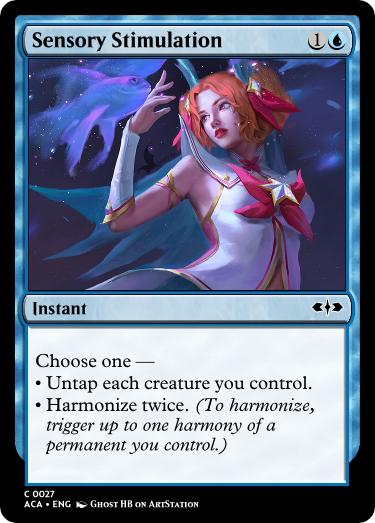 Sensory Stimulation 1
Instant
Choose one —
• Untap each creature you control.
• Harmonize twice. (To harmonize,
trigger up to one harmony of a
permanent you control.)
C 0027
ACA • ENG Ghost HB on ArtStation